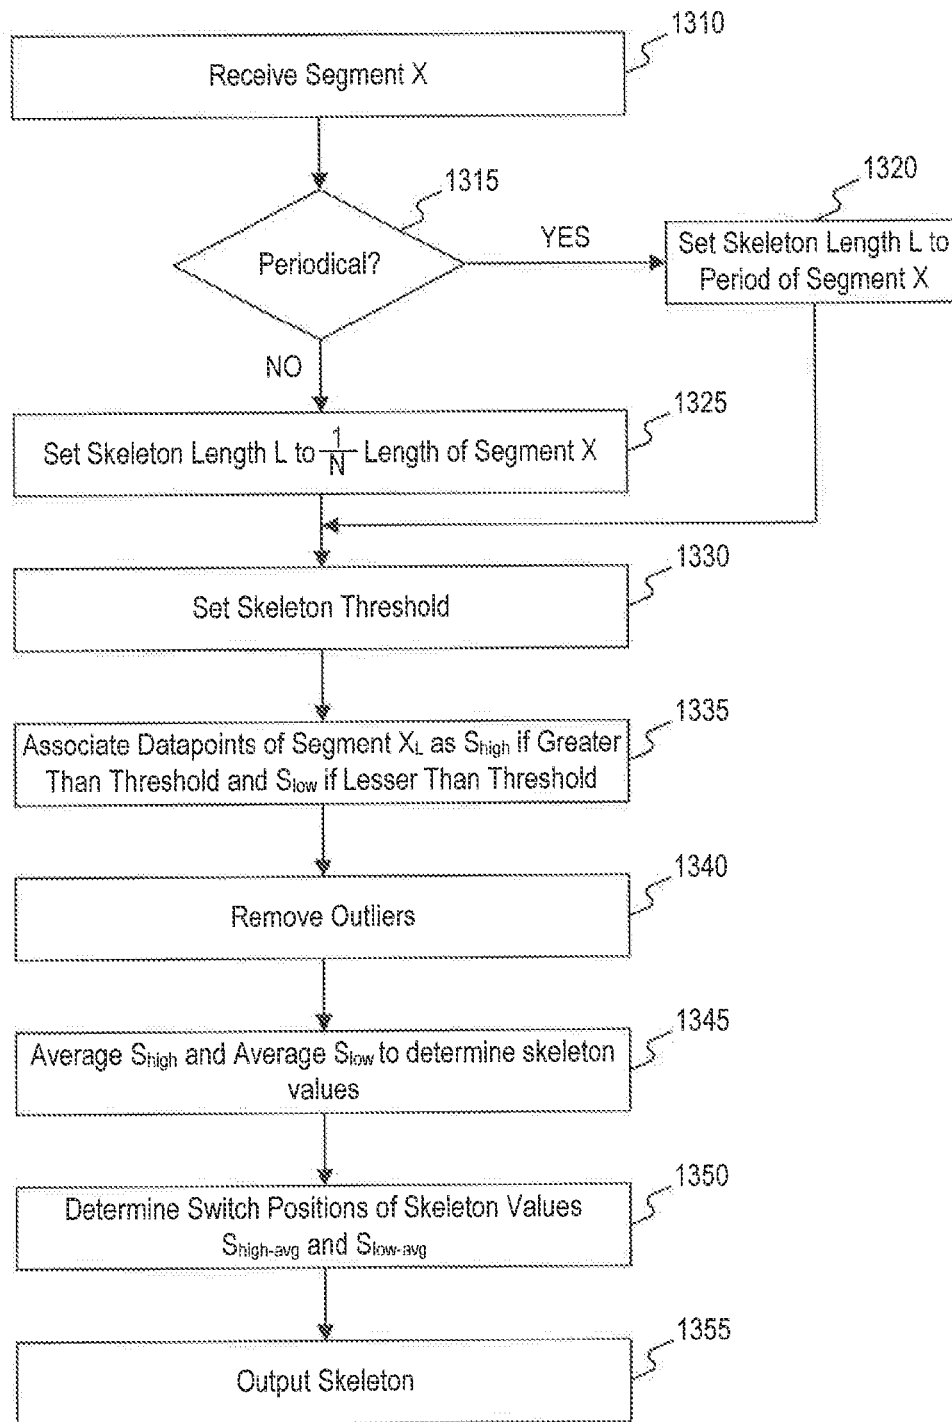 1310
Receive Segment X
1315
Periodical?
YES
1320
Set Skeleton Length L to
Period of Segment X
NO
1325
Set Skeleton Length L to 1/N Length of Segment X
1330
Set Skeleton Threshold
1335
Associate Datapoints of Segment XL as Shigh if Greater
Than Threshold and Slow if Lesser Than Threshold
1340
Remove Outliers
1345
Average Shigh and Average Slow to determine skeleton
values
1350
Determine Switch Positions of Skeleton Values
Shigh-avg and Slow-avg
1355
Output Skeleton